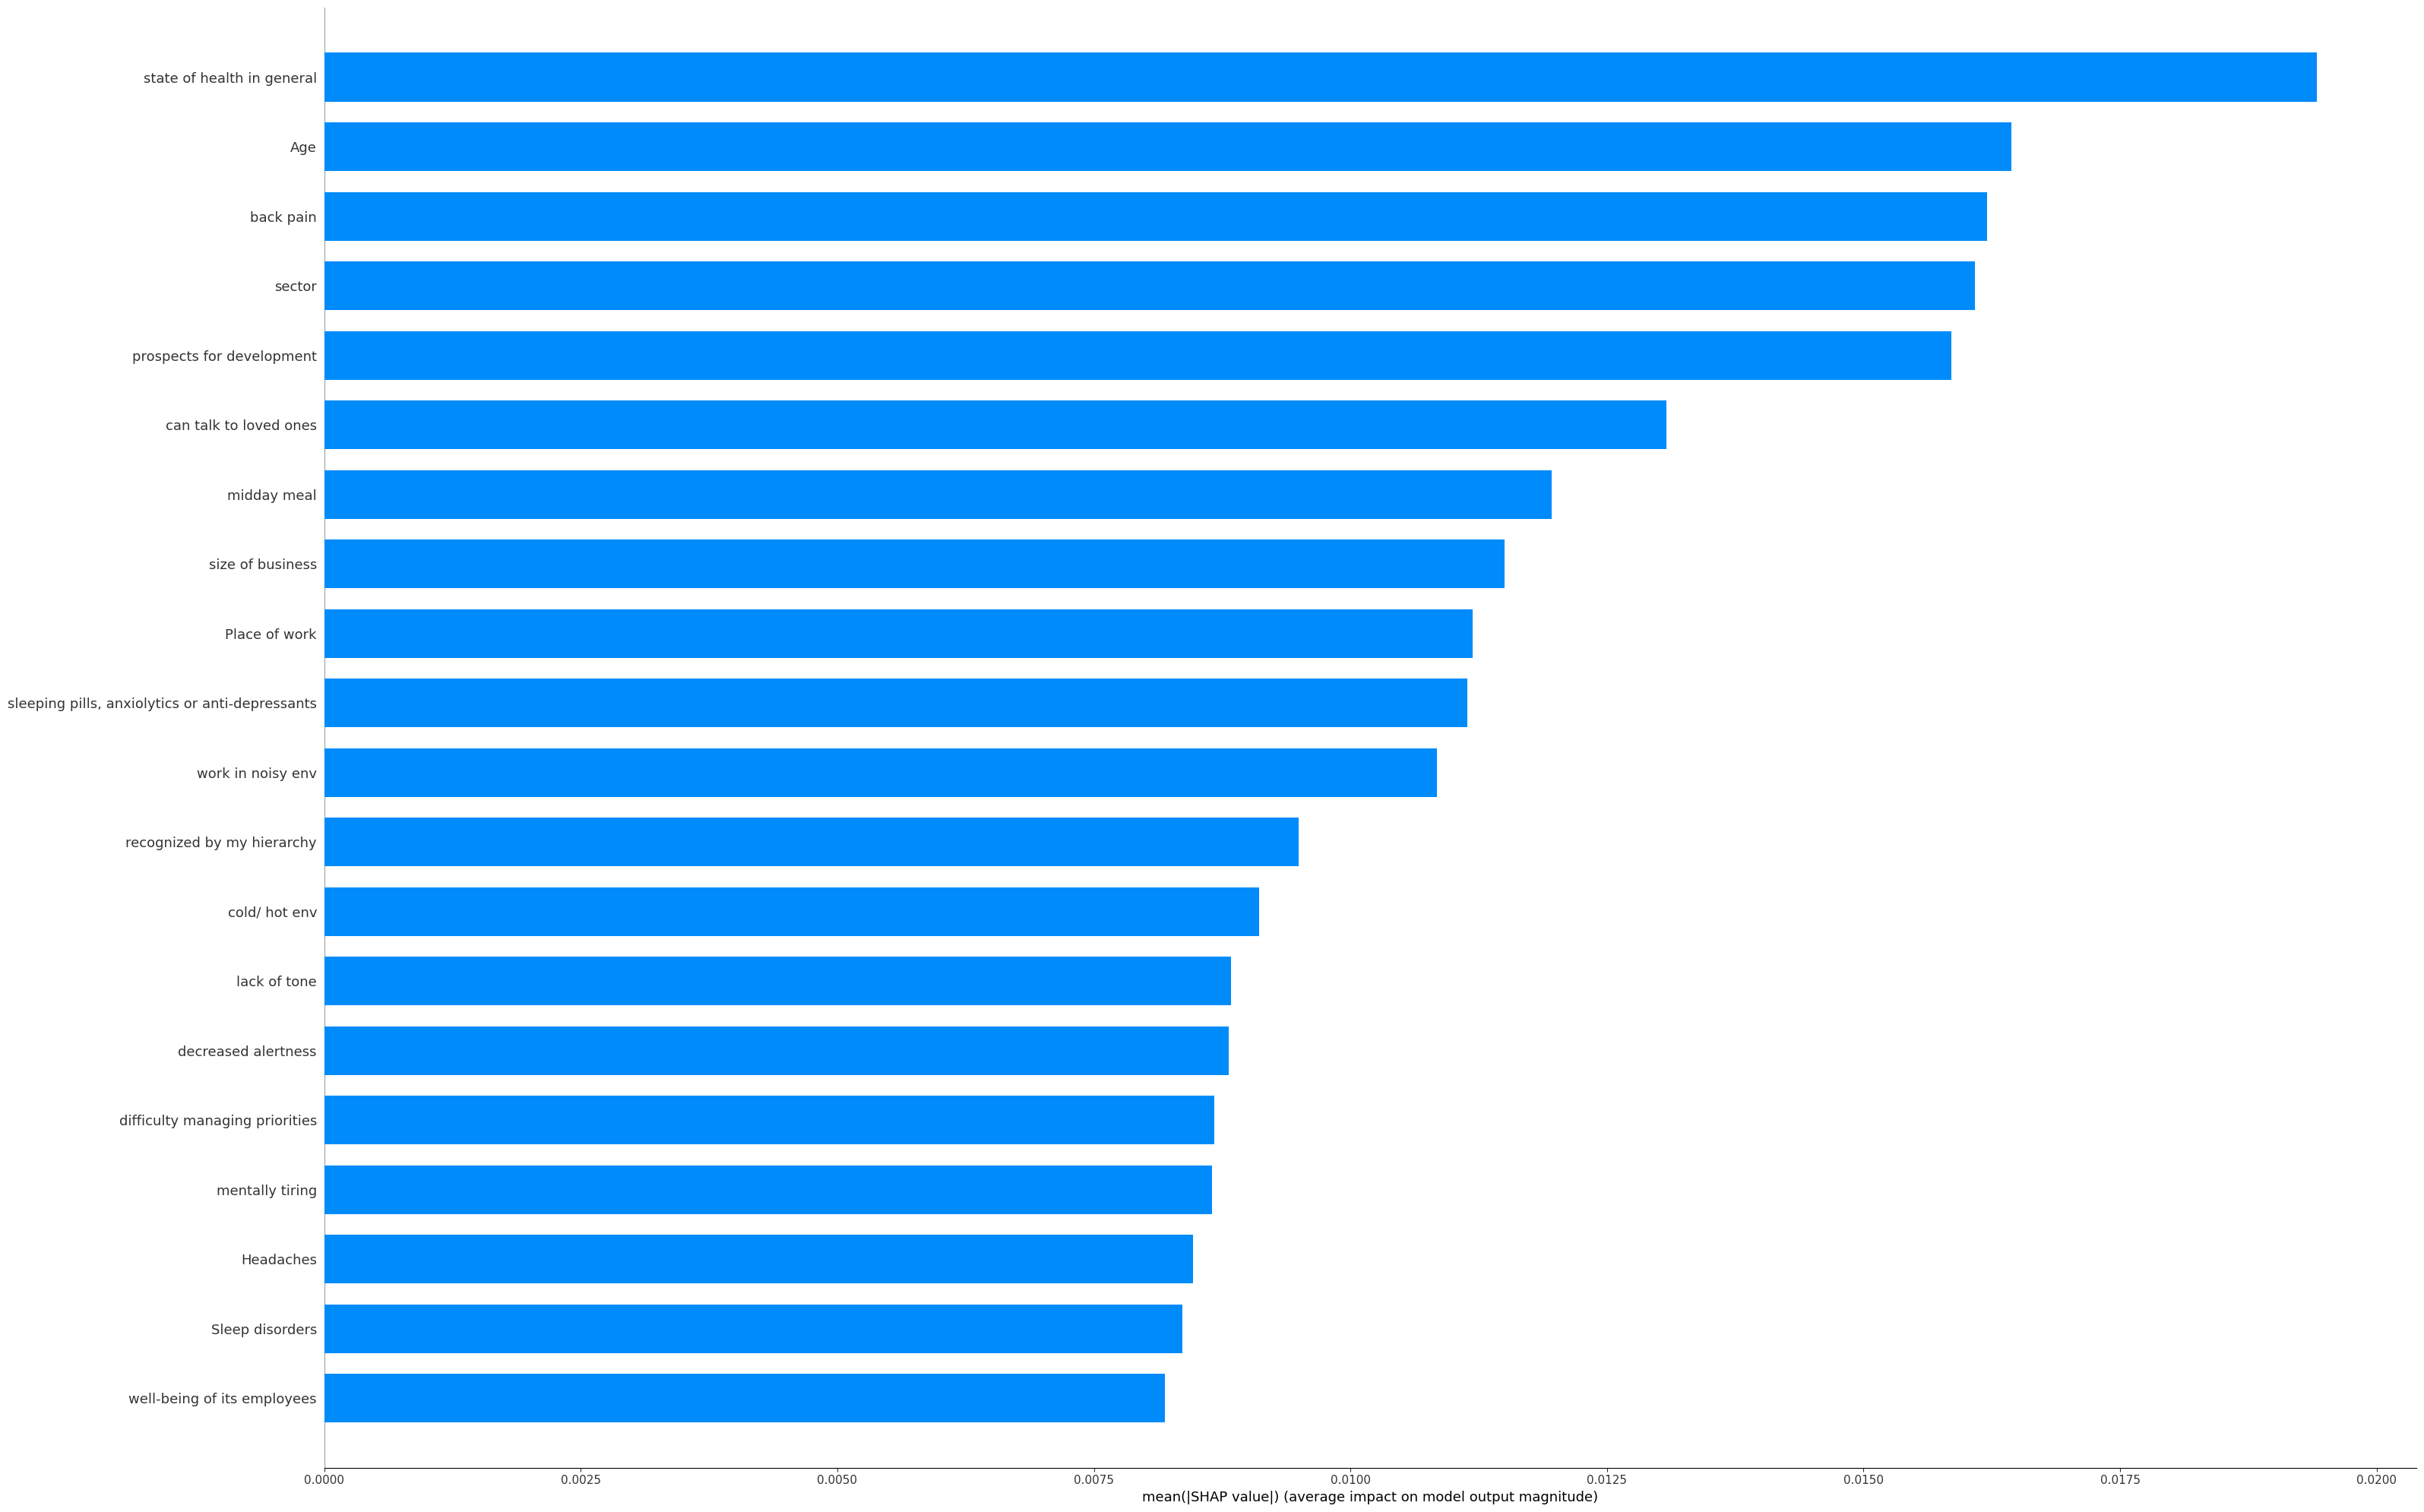 state of health in general
Age
back pain
sector
prospects for development
can talk to loved ones
midday meal
size of business
Place of work
sleeping pills, anxiolytics or anti-depressants
work in noisy env
recognized by my hierarchy
cold/ hot env
lack of tone
decreased alertness
difficulty managing priorities
mentally tiring
Headaches
Sleep disorders
well-being of its employees
0.0000 0.0025 0.0050 0.0075 0.0100 0.0125 0.0150 0.0175 0.0200
mean(|SHAP value|) (average impact on model output magnitude)